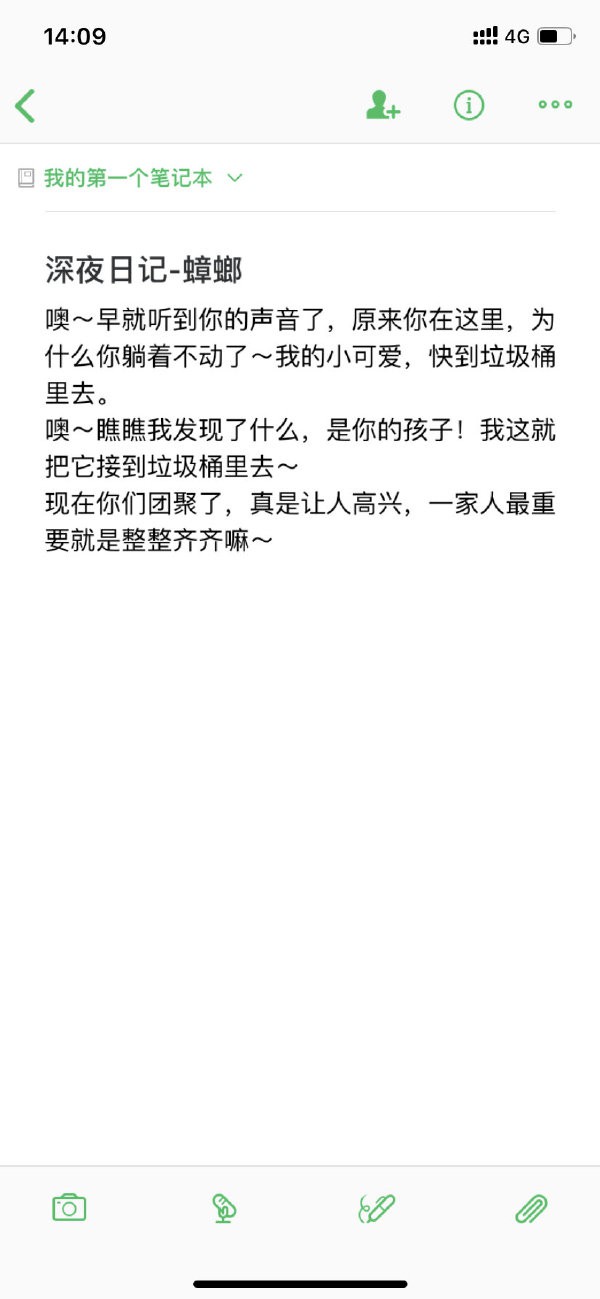 14:09
4G
我的第一个笔记本
深夜日记-蟑螂
噢～早就听到你的声音了，原来你在这里，为
什么你躺着不动了～我的小可爱，快到垃圾桶
里去。
噢～瞧瞧我发现了什么，是你的孩子！我这就
把它接到垃圾桶里去～
现在你们团聚了，真是让人高兴，一家人最重
要就是整整齐齐嘛～